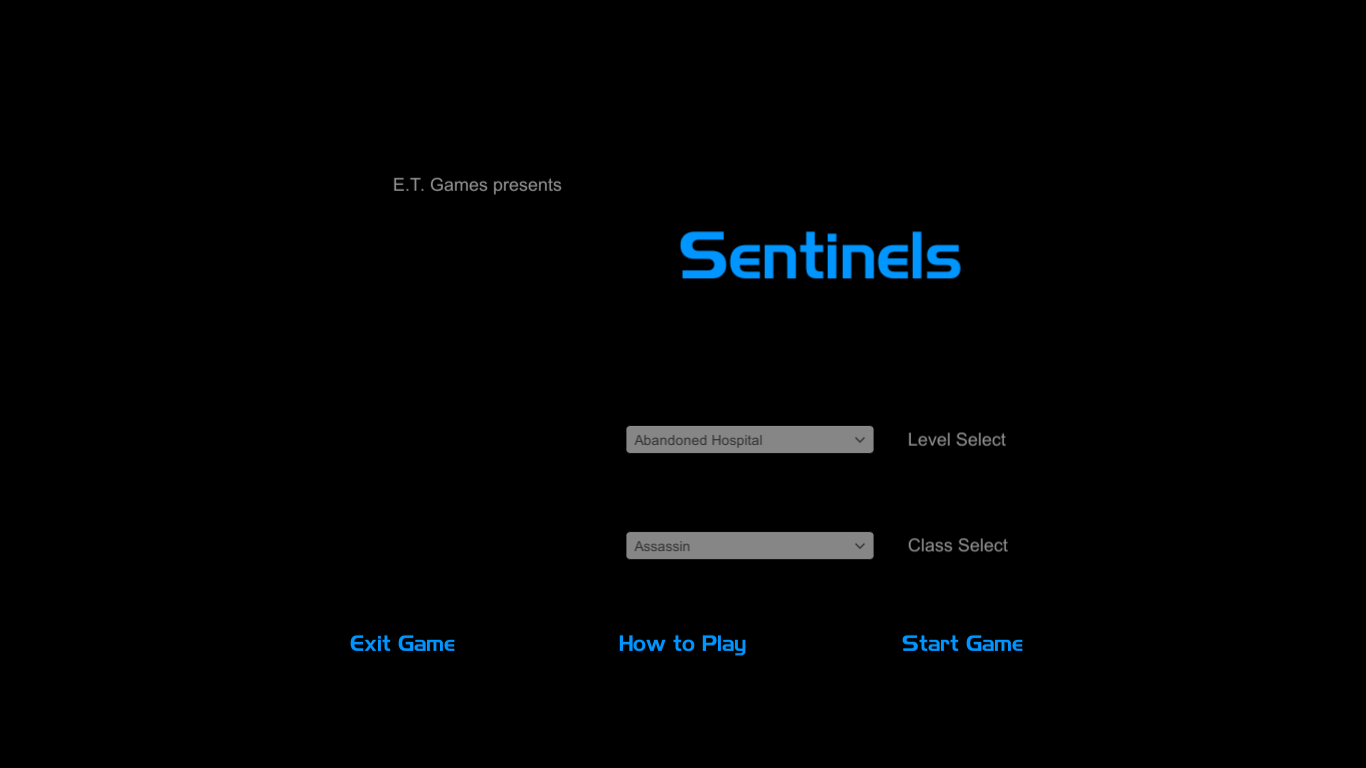 E.T. Games presents
Sentinels
Abandoned Hospital
Level Select
Assassin
Class Select
Exit Game
How to Play
Start Game